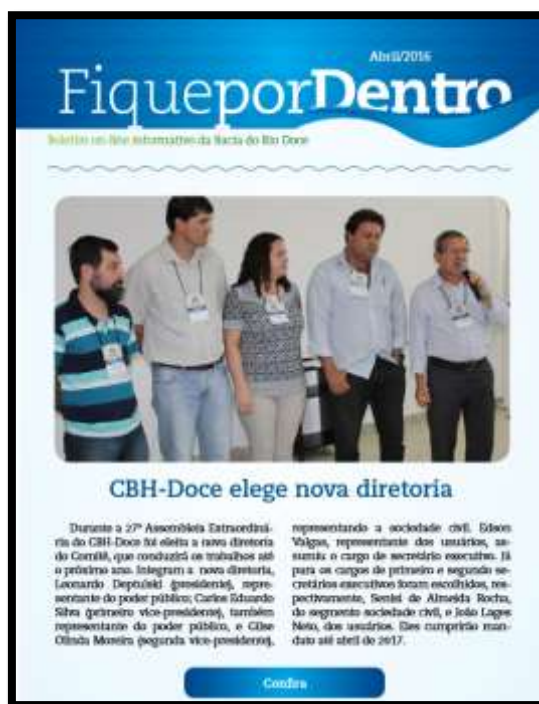 Abril/2016
FiqueporDentro
Boletim on-line informativo da Bacia do Rio Doce
CBH-Doce elege nova diretoria
Durante a 27ª Assembleia Extraordiná-
ria do CBH-Doce foi eleita a nova diretoria
do Comitê, que conduzirá os trabalhos até
o próximo ano. Integram a nova diretoria,
Leonardo Deptulski (presidente), repre-
sentante do poder público; Carlos Eduardo
Silva (primeiro vice-presidente), também
representante do poder público, e Gilse
Olinda Moreira (segunda vice-presidente),
representando a sociedade civil. Edson
Valgas, representante dos usuários, as-
sumiu o cargo de secretário executivo. Já
para os cargos de primeiro e segundo se-
cretários executivos foram escolhidos, res-
pectivamente, Senisi de Almeida Rocha,
do segmento sociedade civil, e João Lages
Neto, dos usuários. Eles cumprirão man-
dato até abril de 2017.
Confira